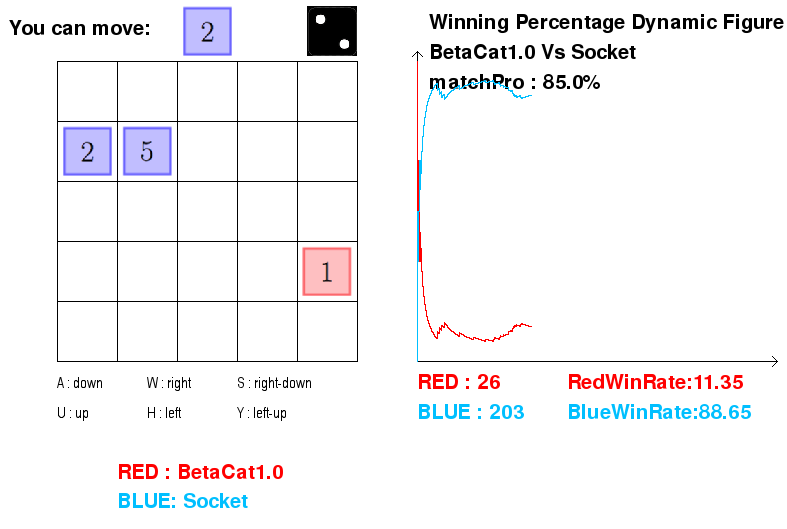 You can move: 2
2 5
1
A : down W : right S : right-down
U : up H : left Y : left-up
RED : BetaCat1.0
BLUE: Socket
Winning Percentage Dynamic Figure
BetaCat1.0 Vs Socket
matchPro : 85.0%
RED : 26 RedWinRate:11.35
BLUE : 203 BlueWinRate:88.65